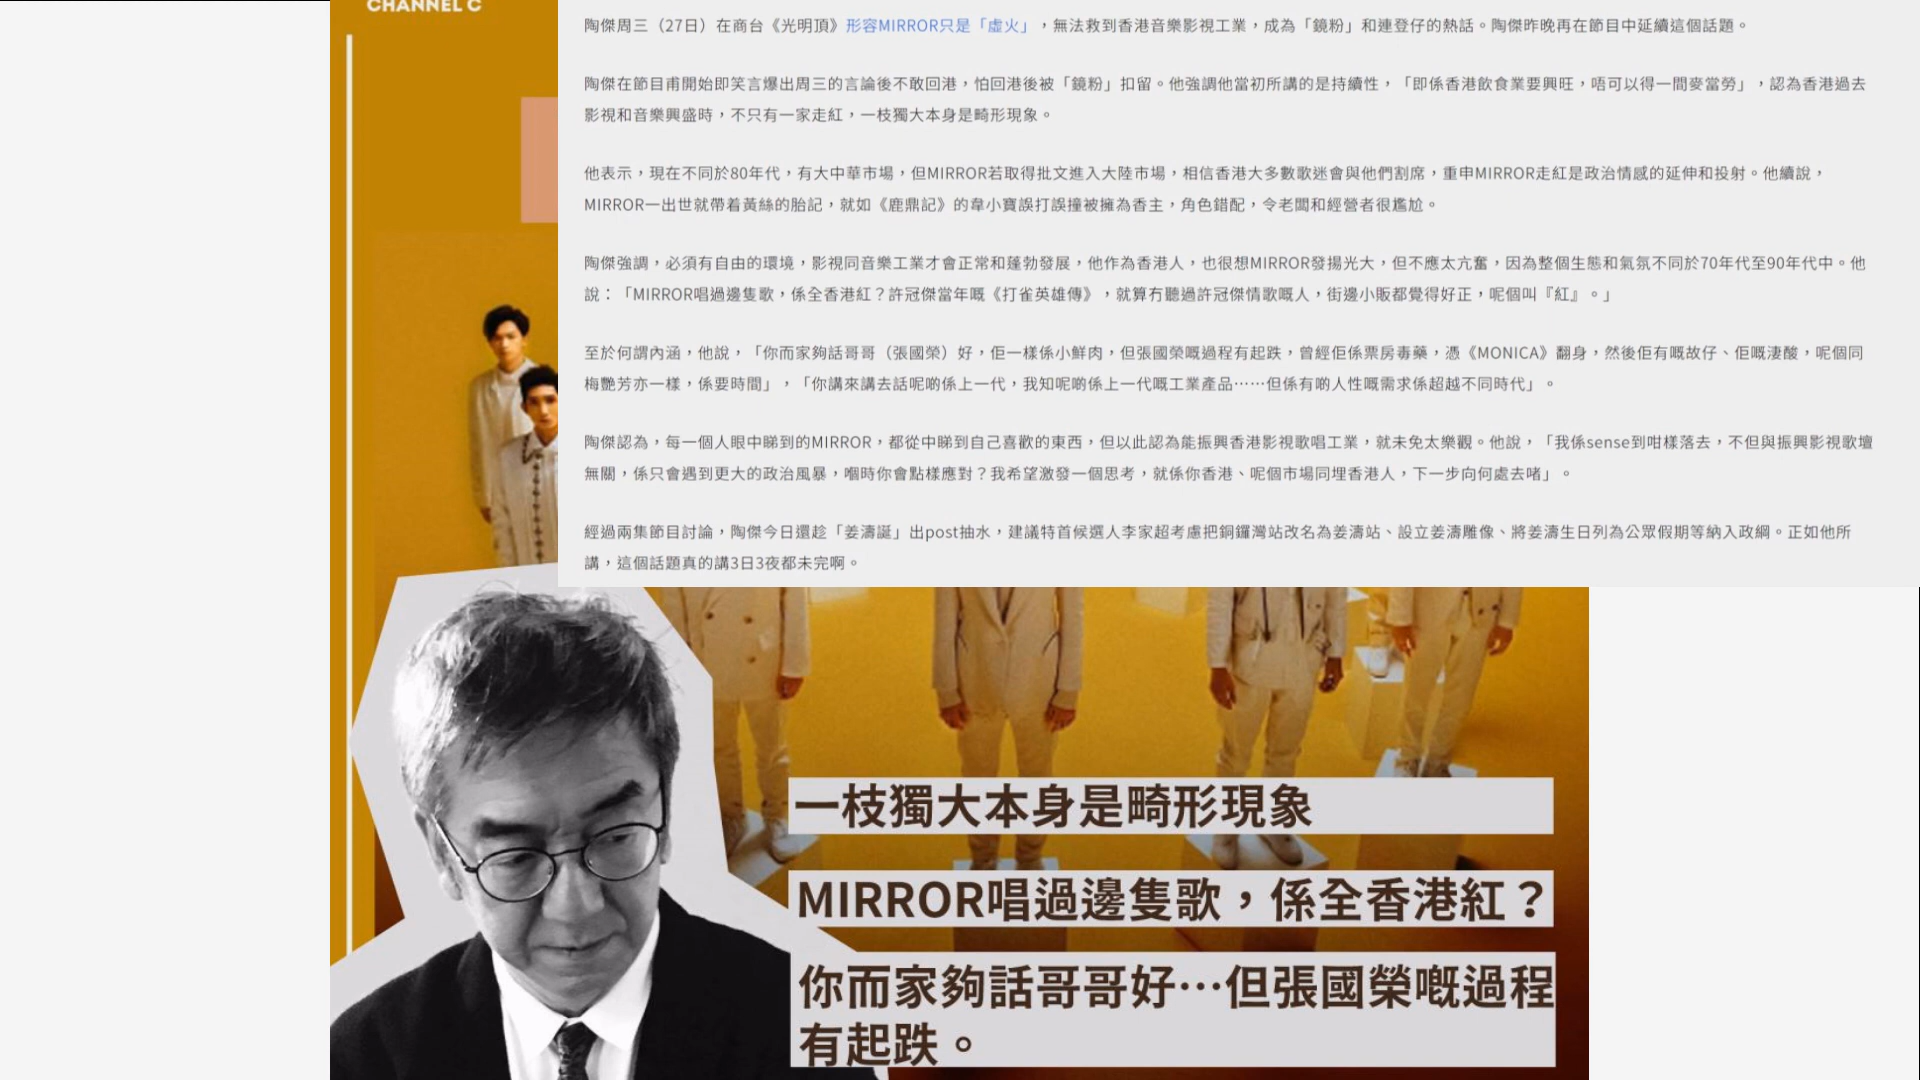 CHANNEL C
陶傑周三（27日）在商台《光明頂》形容MIRROR只是「虛火」，無法救到香港音樂影視工業，成為「鏡粉」和連登仔的熱話。陶傑昨晚再在節目中延續這個話題。
陶傑在節目甫開始即笑言爆出周三的言論後不敢回港，怕回港後被「鏡粉」扣留。他強調他當初所講的是持續性，「即係香港飲食業要興旺，唔可以得一間麥當勞」，認為香港過去
影視和音樂興盛時，不只有一家走紅，一枝獨大本身是畸形現象。
他表示，現在不同於80年代，有大中華市場，但MIRROR若取得批文進入大陸市場，相信香港大多數歌迷會與他們割席，重申MIRROR走紅是政治情感的延伸和投射。他續說，
MIRROR一出世就帶着黃絲的胎記，就如《鹿鼎記》的韋小寶誤打誤撞被擁為香主，角色錯配，令老闆和經營者很尷尬。
陶傑強調，必須有自由的環境，影視同音樂工業才會正常和蓬勃發展，他作為香港人，也很想MIRROR發揚光大，但不應太亢奮，因為整個生態和氣氛不同於70年代至90年代中。他
說：「MIRROR唱過邊隻歌，係全香港紅？許冠傑當年嘅《打雀英雄傳》，就算冇聽過許冠傑情歌嘅人，街邊小販都覺得好正，呢個叫『紅』。」
至於何謂內涵，他說，「你而家夠話哥哥（張國榮）好，佢一樣係小鮮肉，但張國榮嘅過程有起跌，曾經佢係票房毒藥，憑《MONICA》翻身，然後佢有嘅故仔、佢嘅淒酸，呢個同
梅艷芳亦一樣，係要時間」，「你講來講去話呢啲係上一代，我知呢啲係上一代嘅工業產品……但係有啲人性嘅需求係超越不同時代」。
陶傑認為，每一個人眼中睇到的MIRROR，都從中睇到自己喜歡的東西，但以此認為能振興香港影視歌唱工業，就未免太樂觀。他說，「我係sense到咁樣落去，不但與振興影視歌壇
無關，係只會遇到更大的政治風暴，嗰時你會點樣應對？我希望激發一個思考，就係你香港、呢個市場同埋香港人，下一步向何處去啫」。
經過兩集節目討論，陶傑今日還趁「姜濤誕」出post抽水，建議特首候選人李家超考慮把銅鑼灣站改名為姜濤站、設立姜濤雕像、將姜濤生日列為公眾假期等納入政綱。正如他所
講，這個話題真的講3日3夜都未完啊。
一枝獨大本身是畸形現象
MIRROR唱過邊隻歌，係全香港紅？
你而家夠話哥哥好…但張國榮嘅過程
有起跌。